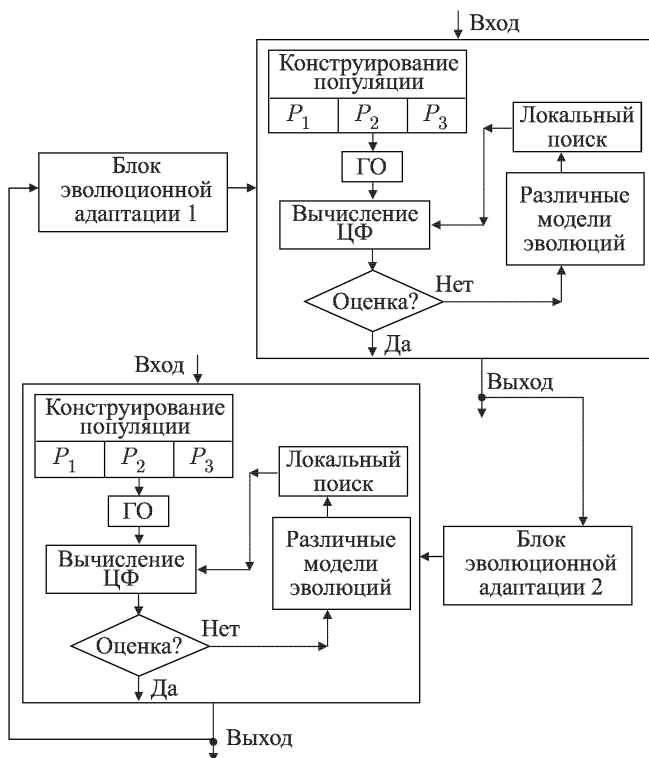 Вход
Конструирование
популяции
P1 P2 P3
Локальный
поиск
ГО
Блок
эволюционной
адаптации 1
Вычисление
ЦФ
Различные
модели
эволюций
Оценка?
Нет
Да
Выход
Вход
Конструирование
популяции
P1 P2 P3
Локальный
поиск
ГО
Вычисление
ЦФ
Различные
модели
эволюций
Блок
эволюционной
адаптации 2
Оценка?
Нет
Да
Выход